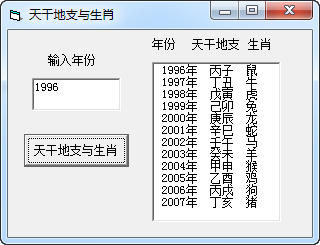 天干地支与生肖
输入年份
1996
天干地支与生肖
年份 天干地支 生肖
1996年 丙子 鼠
1997年 丁丑 牛
1998年 戊寅 虎
1999年 己卯 兔
2000年 庚辰 龙
2001年 辛巳 蛇
2002年 壬午 马
2003年 癸未 羊
2004年 甲申 猴
2005年 乙酉 鸡
2006年 丙戌 狗
2007年 丁亥 猪